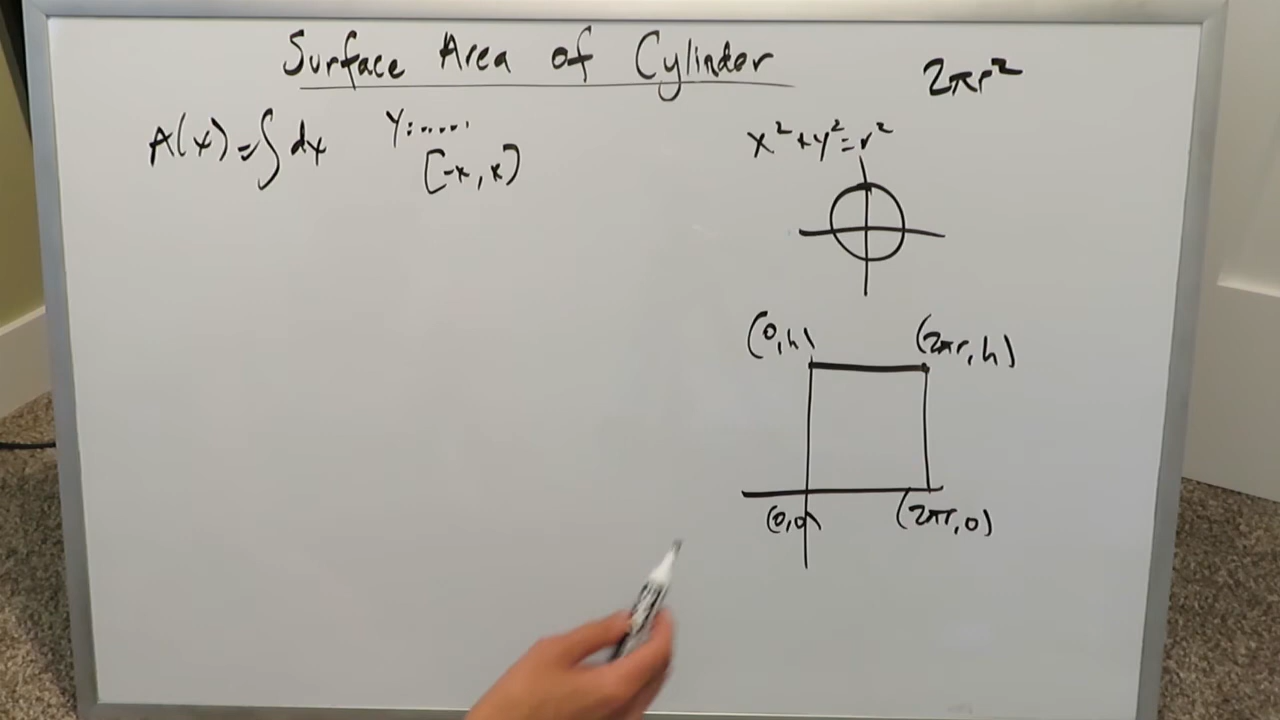 Surface Area of Cylinder
2πr²
A(x)=∫dx
y:.....
[-x, x]
x²+y²=r²
(0,h)
(2πr,h)
(0,0)
(2πr,0)